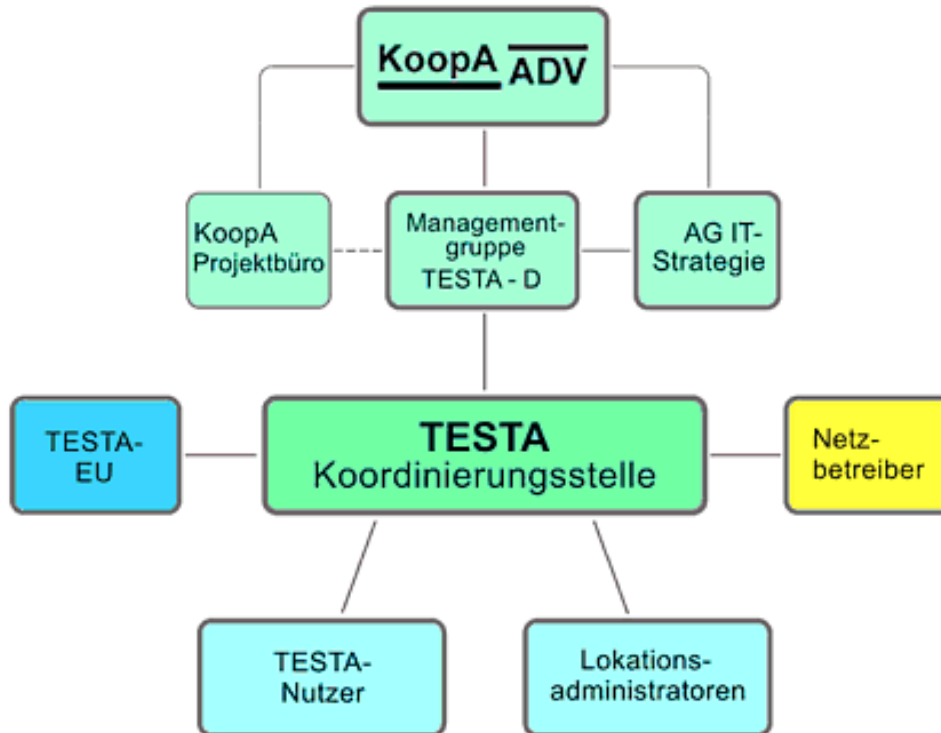 KoopA ADV
KoopA
Projektbüro
Management-
gruppe
TESTA - D
AG IT-
Strategie
TESTA-
EU
TESTA
Koordinierungsstelle
Netz-
betreiber
TESTA-
Nutzer
Lokations-
administratoren